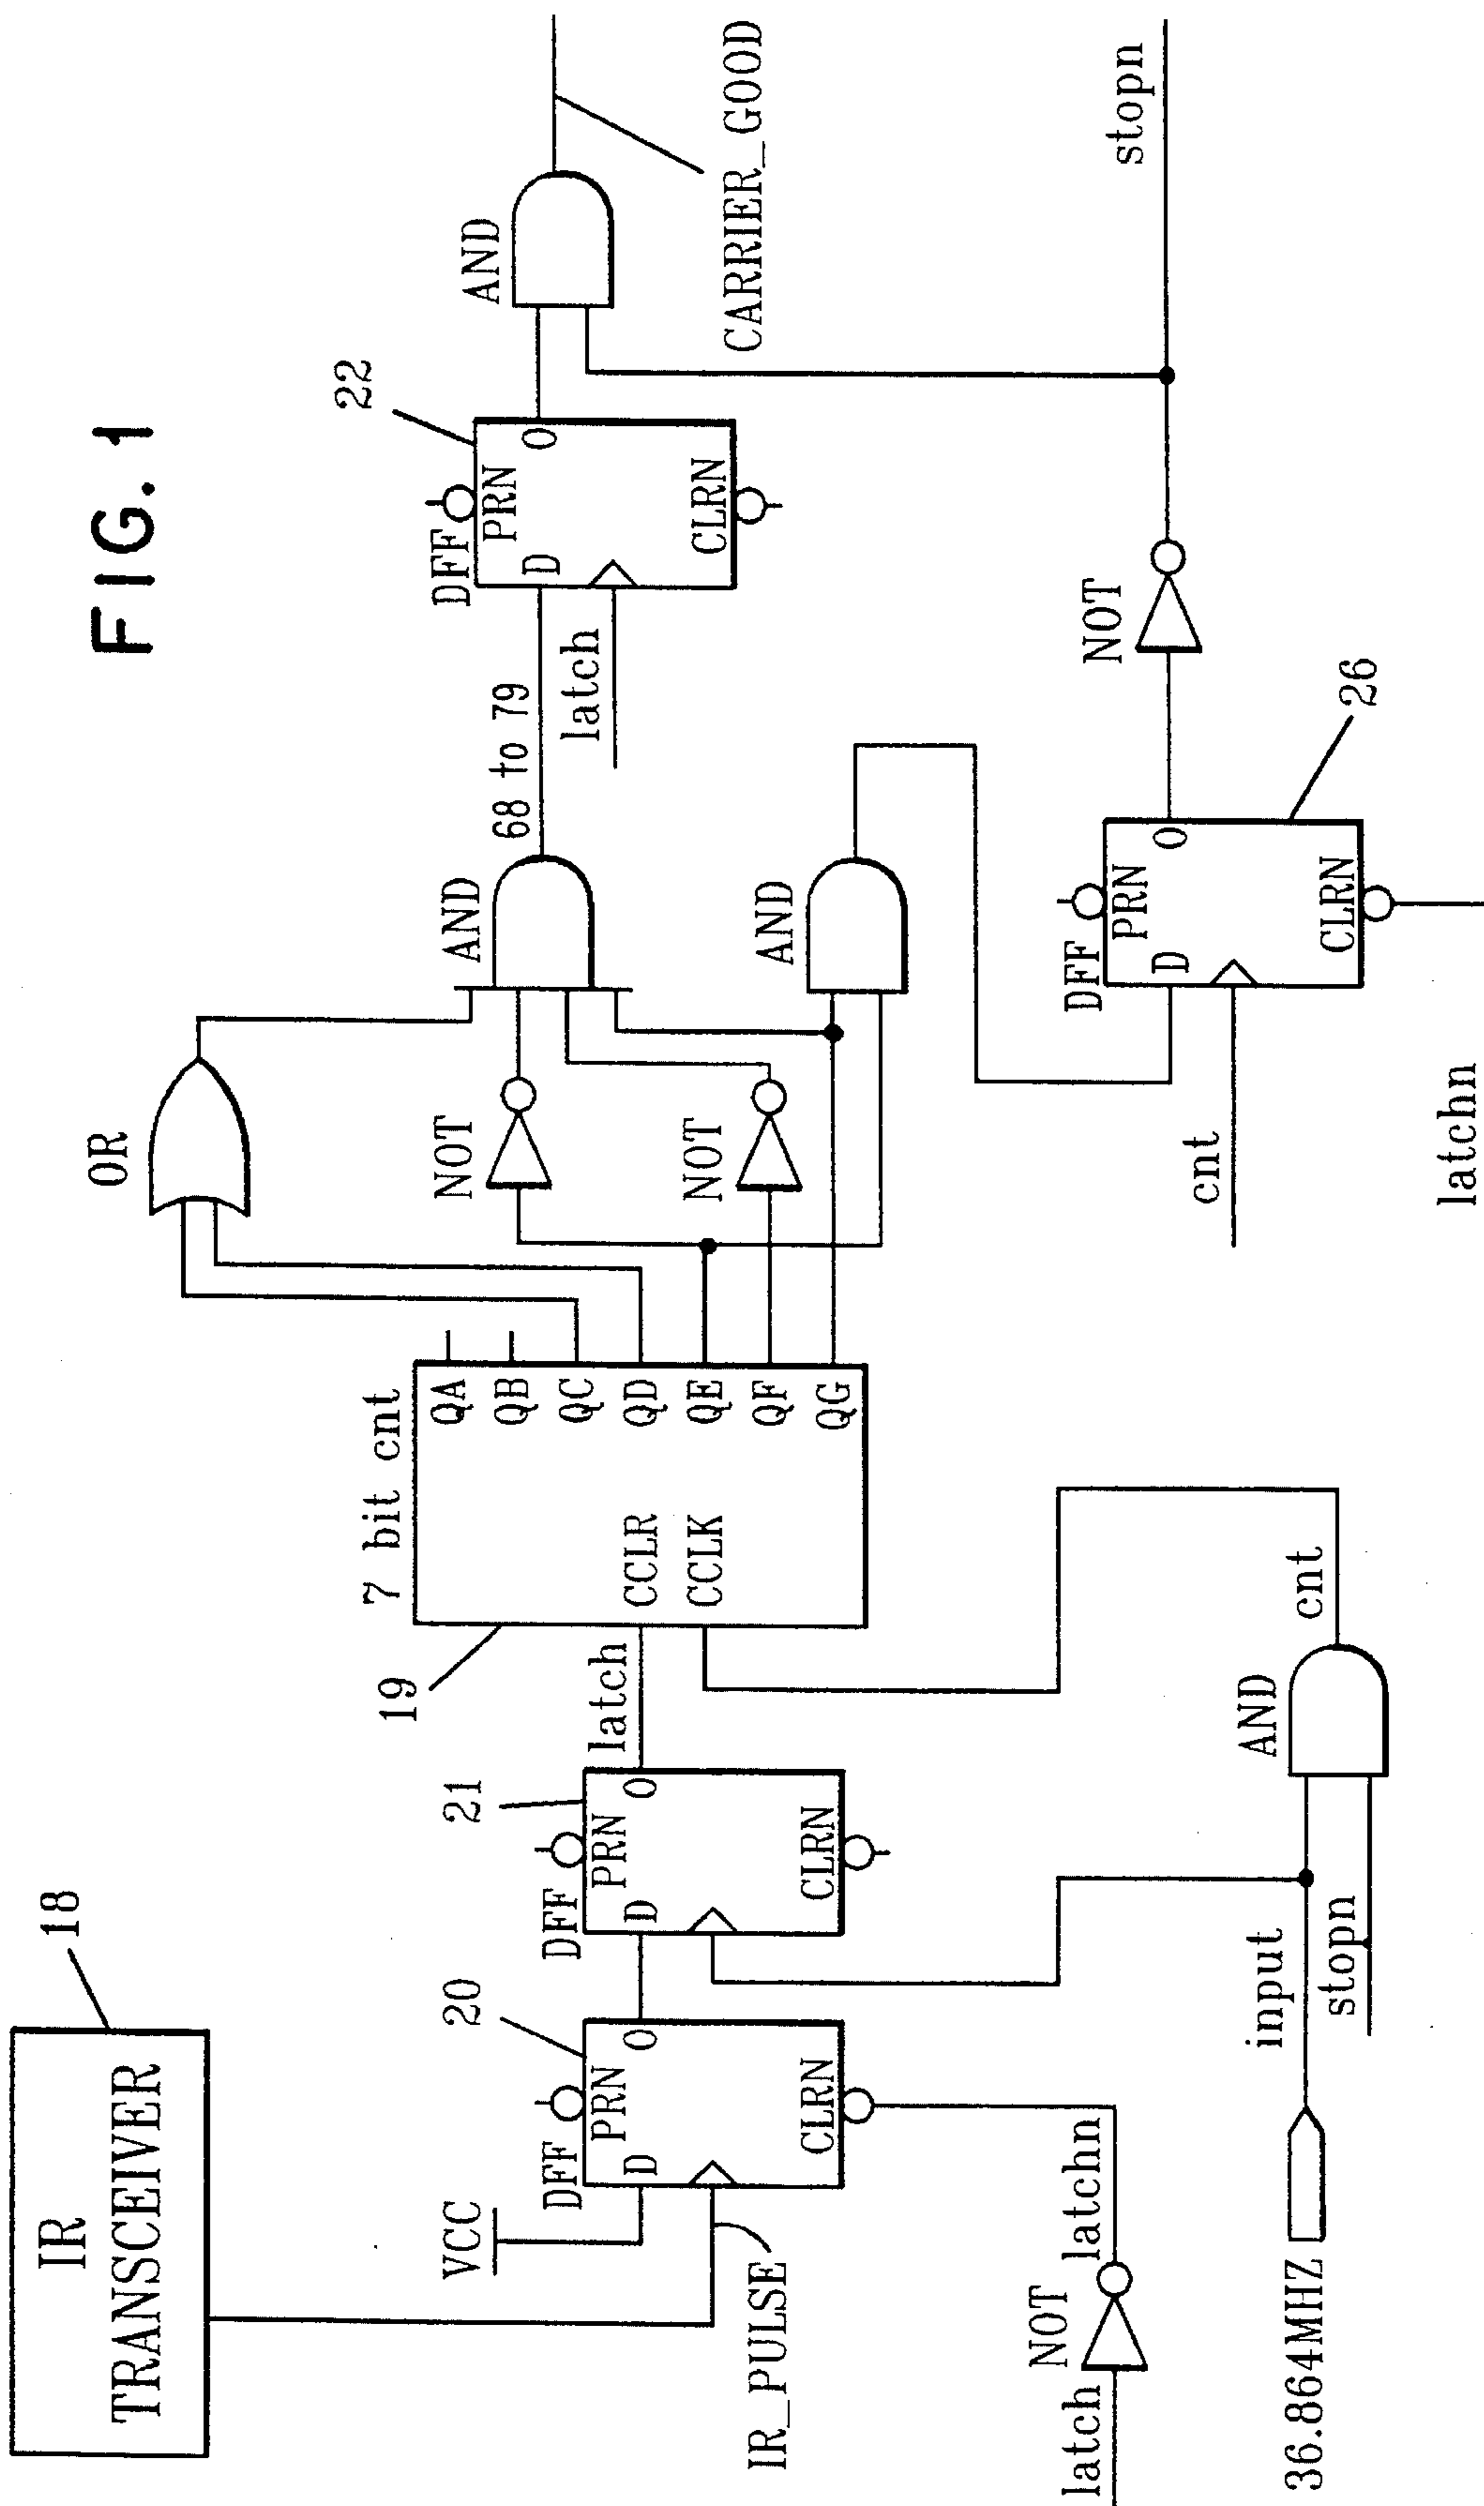 FIG. 1
IR
TRANSCEIVER
18
VCC
IR_PULSE
DFF
20
PRN
D
O
CLRN
latch
NOT
latchn
36.864MHZ
input
stopn
DFF
21
PRN
D
O
CLRN
latch
AND
cnt
19
7 bit cnt
CCLR
CCLK
QA
QB
QC
QD
QE
QF
QG
OR
NOT
NOT
AND
68 to 79
AND
latch
DFF
22
PRN
D
O
CLRN
AND
CARRIER_GOOD
cnt
latchn
DFF
26
PRN
D
O
CLRN
NOT
stopn